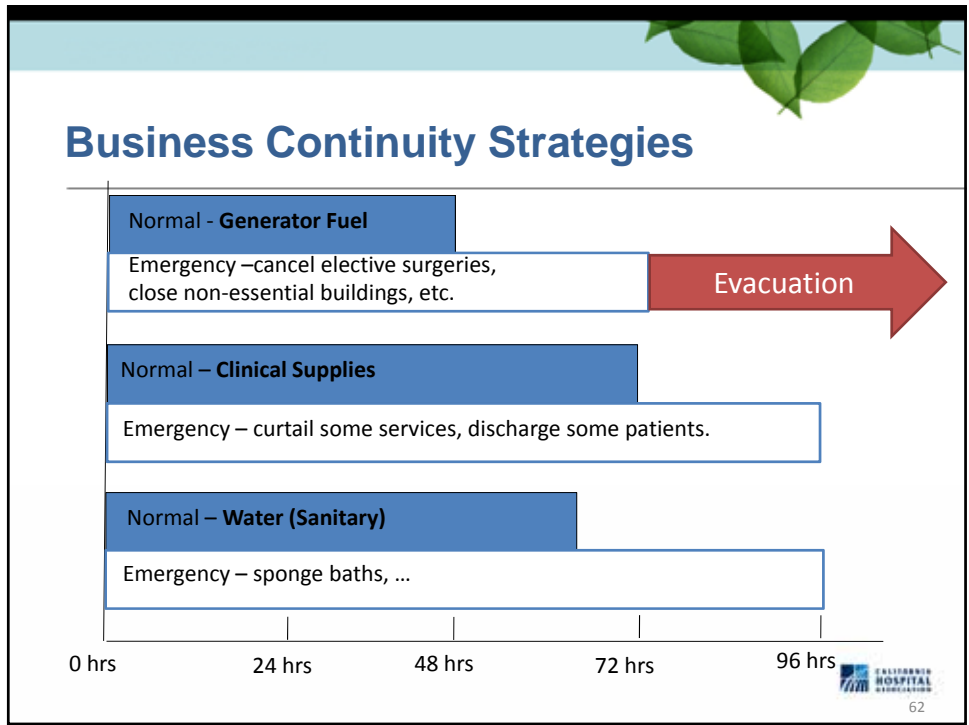 Business Continuity Strategies
Normal - Generator Fuel
Emergency –cancel elective surgeries,
close non-essential buildings, etc.
Evacuation
Normal – Clinical Supplies
Emergency – curtail some services, discharge some patients.
Normal – Water (Sanitary)
Emergency – sponge baths, ...
0 hrs
24 hrs
48 hrs
72 hrs
96 hrs
CALIFORNIA
HOSPITAL
ASSOCIATION
62